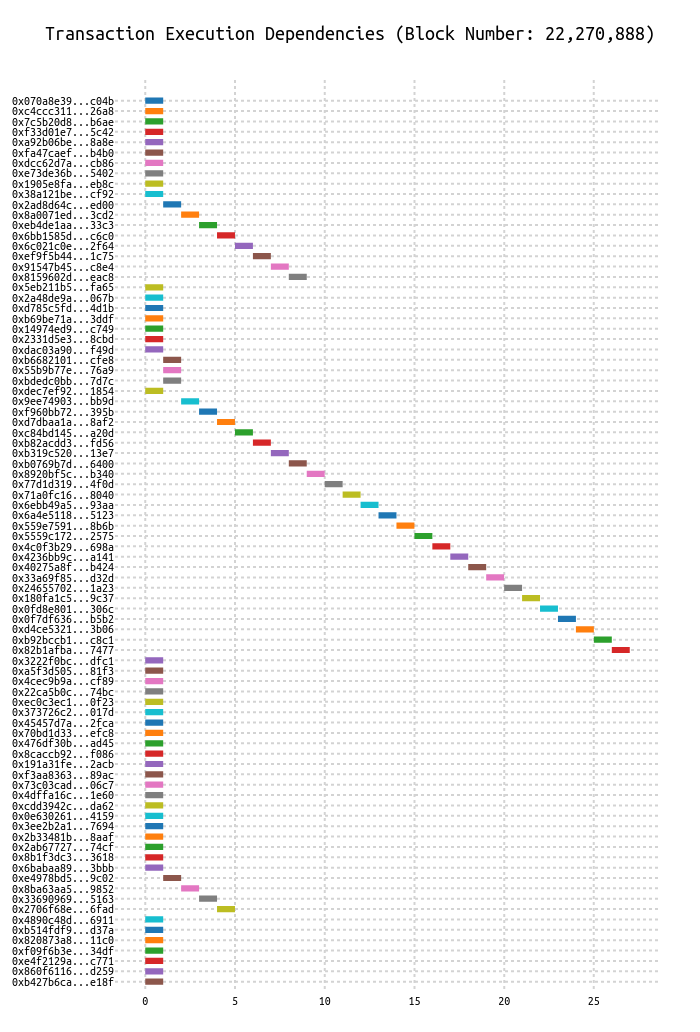 Transaction Execution Dependencies (Block Number: 22,270,888)
0x070a8e39...c04b
0xc4ccc311...26a8
0x7c5b20d8...b6ae
0xf33d01e7...5c42
0xa92b06be...8a8e
0xfa47caef...b4b0
0xdcc62d7a...cb86
0xe73de36b...5402
0x1905e8fa...eb8c
0x38a121be...cf92
0x2ad8d64c...ed00
0x8a0071ed...3cd2
0xeb4de1aa...33c3
0x6bb1585d...c6c0
0x6c021c0e...2f64
0xef9f5b44...1c75
0x91547b45...c8e4
0x8159602d...eac8
0x5eb211b5...fa65
0x2a48de9a...067b
0xd785c5fd...4d1b
0xb69be71a...3ddf
0x14974ed9...c749
0x2331d5e3...8cbd
0xdac03a90...f49d
0xb6682101...cfe8
0x55b9b77e...76a9
0xbdedc0bb...7d7c
0xdec7ef92...1854
0x9ee74903...bb9d
0xf960bb72...395b
0xd7dbaa1a...8af2
0xc84bd145...a20d
0xb82acdd3...fd56
0xb319c520...13e7
0xb0769b7d...6400
0x8920bf5c...b340
0x77d1d319...4f0d
0x71a0fc16...8040
0x6ebb49a5...93aa
0x6a4e5118...5123
0x559e7591...8b6b
0x5559c172...2575
0x4c0f3b29...698a
0x4236bb9c...a141
0x40275a8f...b424
0x33a69f85...d32d
0x24655702...1a23
0x180fa1c5...9c37
0x0fd8e801...306c
0x0f7df636...b5b2
0xd4ce5321...3b06
0xb92bccb1...c8c1
0x82b1afba...7477
0x3222f0bc...dfc1
0xa5f3d505...81f3
0x4cec9b9a...cf89
0x22ca5b0c...74bc
0xec0c3ec1...0f23
0x373726c2...017d
0x45457d7a...2fca
0x70bd1d33...efc8
0x476df30b...ad45
0x8caccb92...f086
0x191a31fe...2acb
0xf3aa8363...89ac
0x73c03cad...06c7
0x4dffa16c...1e60
0xcdd3942c...da62
0x0e630261...4159
0x3ee2b2a1...7694
0x2b33481b...8aaf
0x2ab67727...74cf
0x8b1f3dc3...3618
0x6babaa89...3bbb
0xe4978bd5...9c02
0x8ba63aa5...9852
0x33690969...5163
0x2706f68e...6fad
0x4890c48d...6911
0xb514fdf9...d37a
0x820873a8...11c0
0xf09f6b3e...34df
0xe4f2129a...c771
0x860f6116...d259
0xb427b6ca...e18f
0 5 10 15 20 25